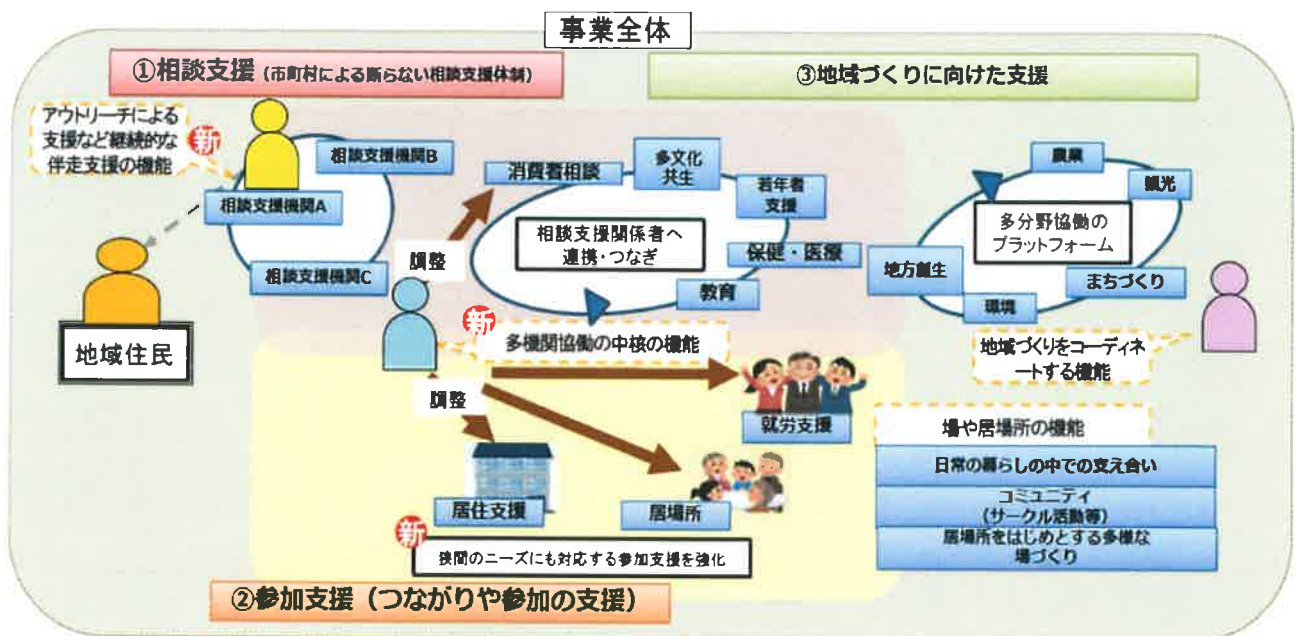 事業全体
①相談支援（市町村による断らない相談支援体制）
③地域づくりに向けた支援
アウトリーチによる
支援など継続的な
伴走支援の機能
新
相談支援機関B
相談支援機関A
相談支援機関C
地域住民
消費者相談
多文化
共生
若年者
支援
保健・医療
教育
相談支援関係者へ
連携・つなぎ
調整
新
多機関協働の中核の機能
調整
就労支援
居住支援
居場所
新
狭間のニーズにも対応する参加支援を強化
②参加支援（つながりや参加の支援）
農業
観光
多分野協働の
プラットフォーム
地方創生
まちづくり
環境
地域づくりをコーディネ
ートする機能
場や居場所の機能
日常の暮らしの中での支え合い
コミュニティ
（サークル活動等）
居場所をはじめとする多様な
場づくり